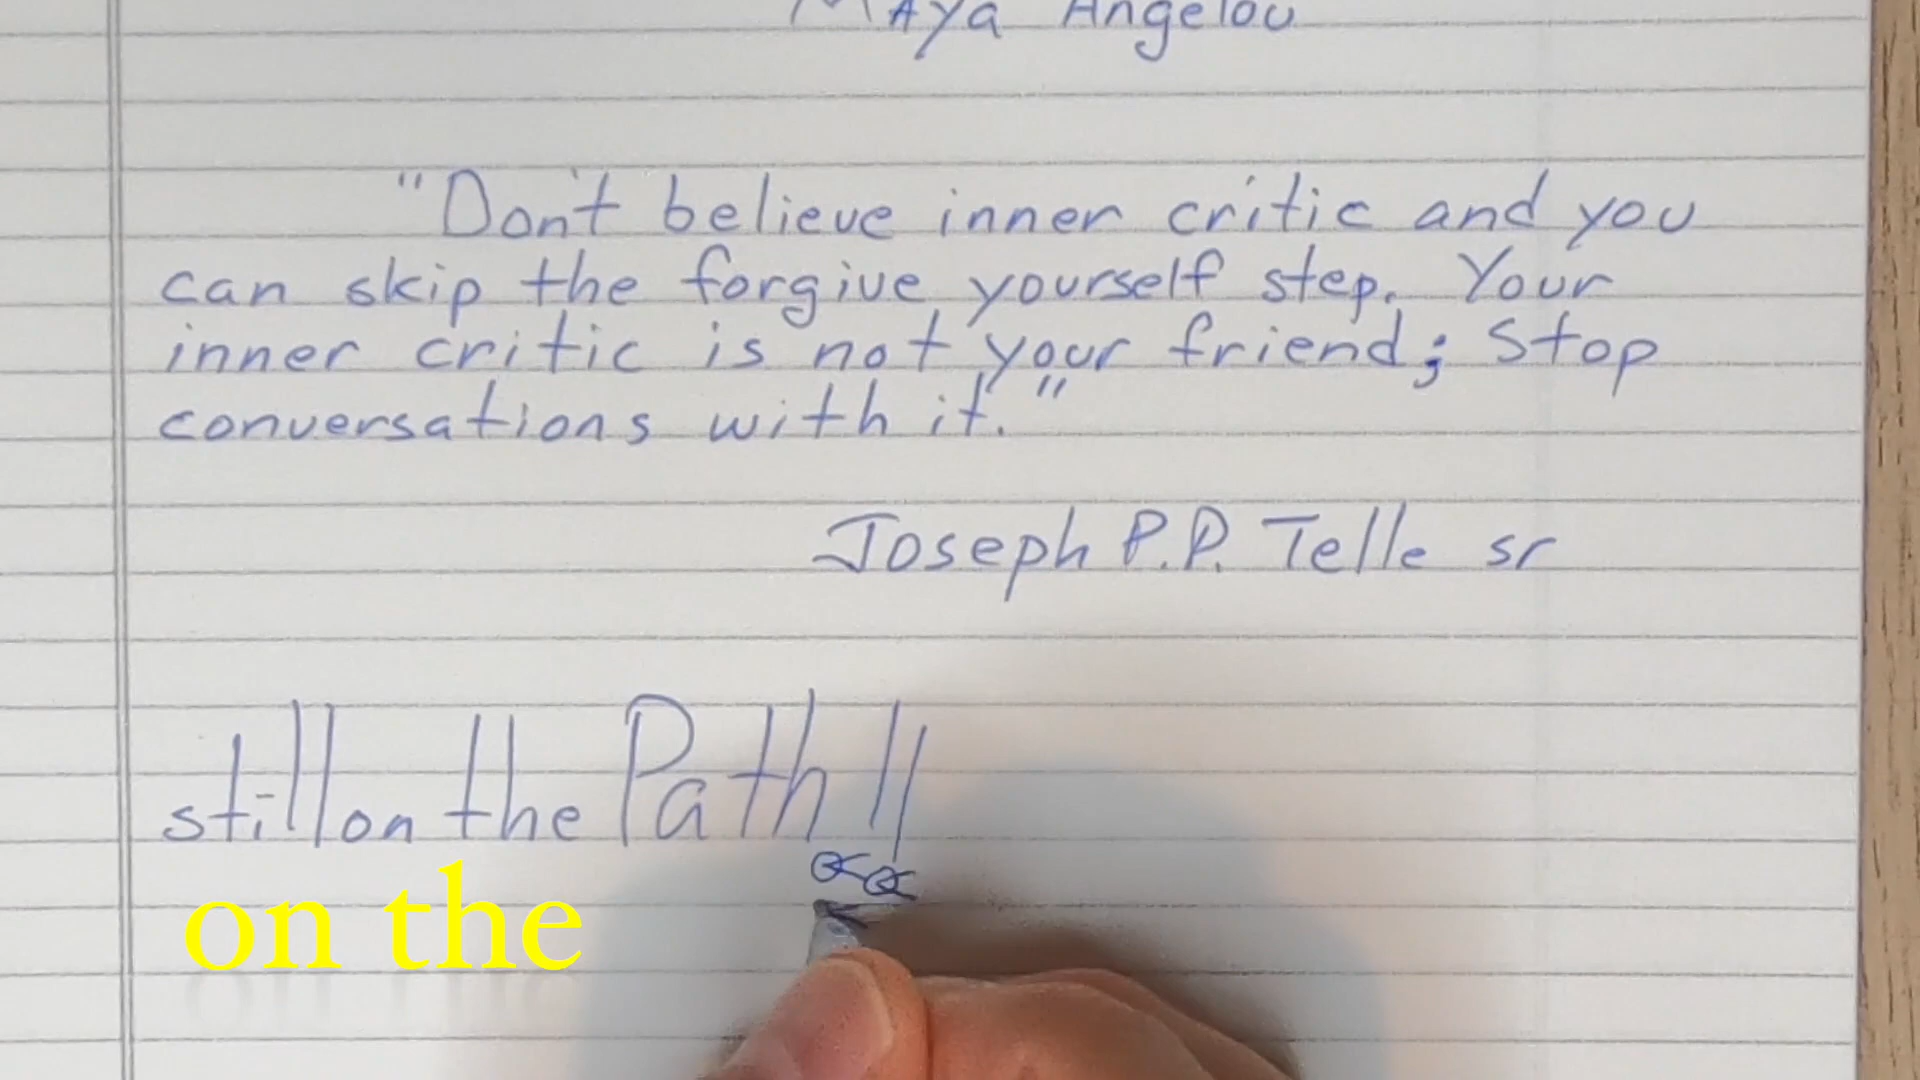 Maya Angelou
"Don't believe inner critic and you
can skip the forgive yourself step. Your
inner critic is not your friend; Stop
conversations with it."
Joseph P.P. Telle sr
still on the Path !!
on the